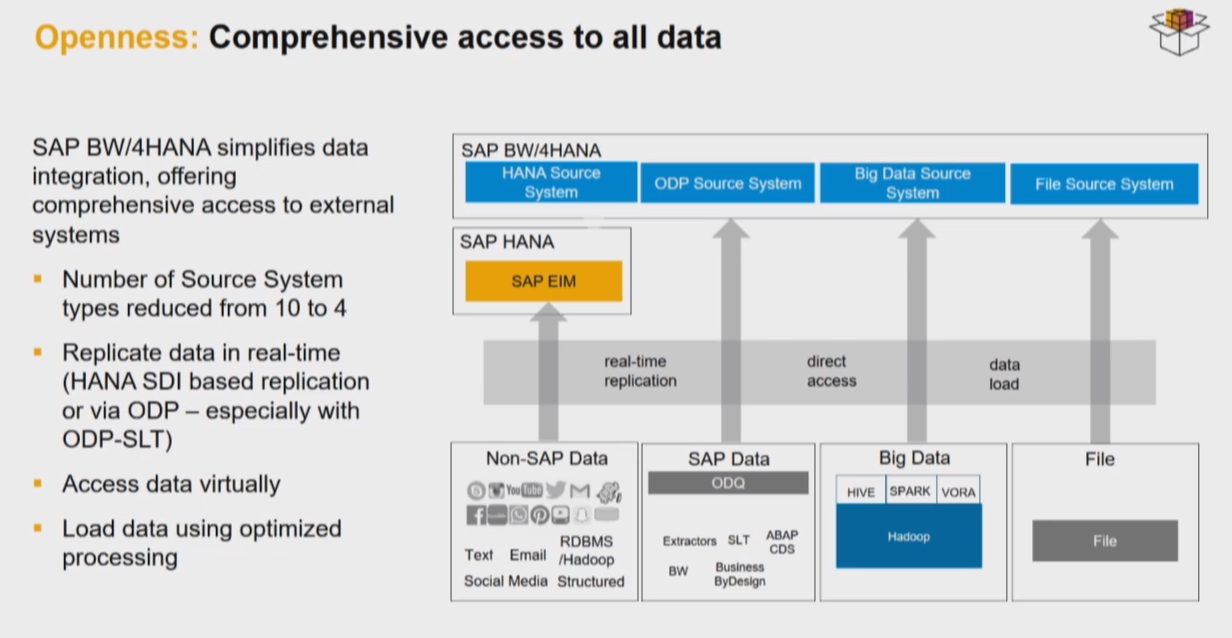 Openness: Comprehensive access to all data
SAP BW/4HANA simplifies data
integration, offering
comprehensive access to external
systems
Number of Source System
types reduced from 10 to 4
Replicate data in real-time
(HANA SDI based replication
or via ODP – especially with
ODP-SLT)
Access data virtually
Load data using optimized
processing
SAP BW/4HANA
HANA Source
System
ODP Source System
Big Data Source
System
File Source System
SAP HANA
SAP EIM
real-time
replication
direct
access
data
load
Non-SAP Data
You Tube
Text Email RDBMS
/Hadoop
Social Media Structured
SAP Data
ODQ
Extractors SLT ABAP
CDS
BW Business
ByDesign
Big Data
HIVE SPARK VORA
Hadoop
File
File